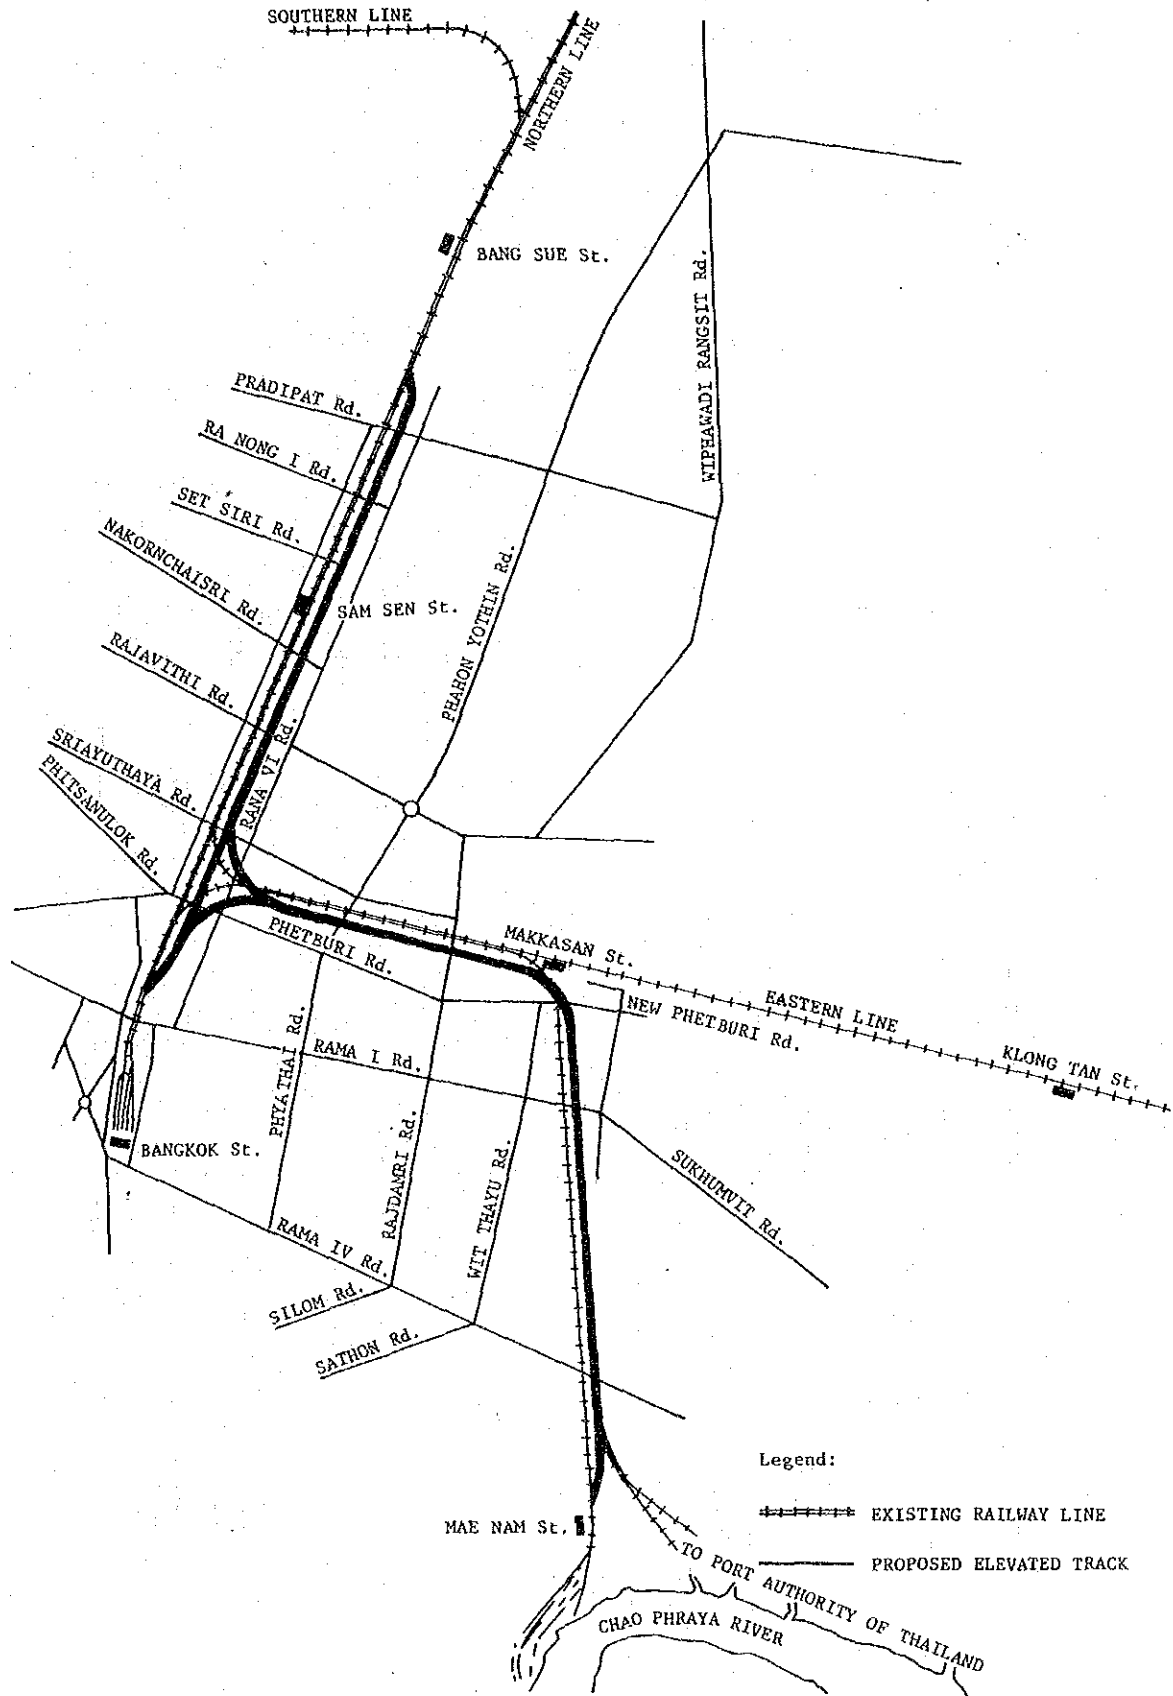 SOUTHERN LINE
NORTHERN LINE
BANG SUE St.
WIPHAWADI RANGSIT Rd.
PRADIPAT Rd.
RA NONG I Rd.
SET SIRI Rd.
NAKORNCHAISRI Rd.
SAM SEN St.
PHAHON YOTHIN Rd.
RAJAVITHI Rd.
RANA VI Rd.
SRIAYUTHAYA Rd.
PHITSANULOK Rd.
PHETBURI Rd.
MAKKASAN St.
EASTERN LINE
NEW PHETBURI Rd.
KLONG TAN St.
RAMA I Rd.
PHYATHAI Rd.
BANGKOK St.
RAJDAMRI Rd.
WIT THAYU Rd.
SUKHUMVIT Rd.
RAMA IV Rd.
SILOM Rd.
SATHON Rd.
Legend:
EXISTING RAILWAY LINE
PROPOSED ELEVATED TRACK
MAE NAM St.
TO PORT AUTHORITY OF THAILAND
CHAO PHRAYA RIVER